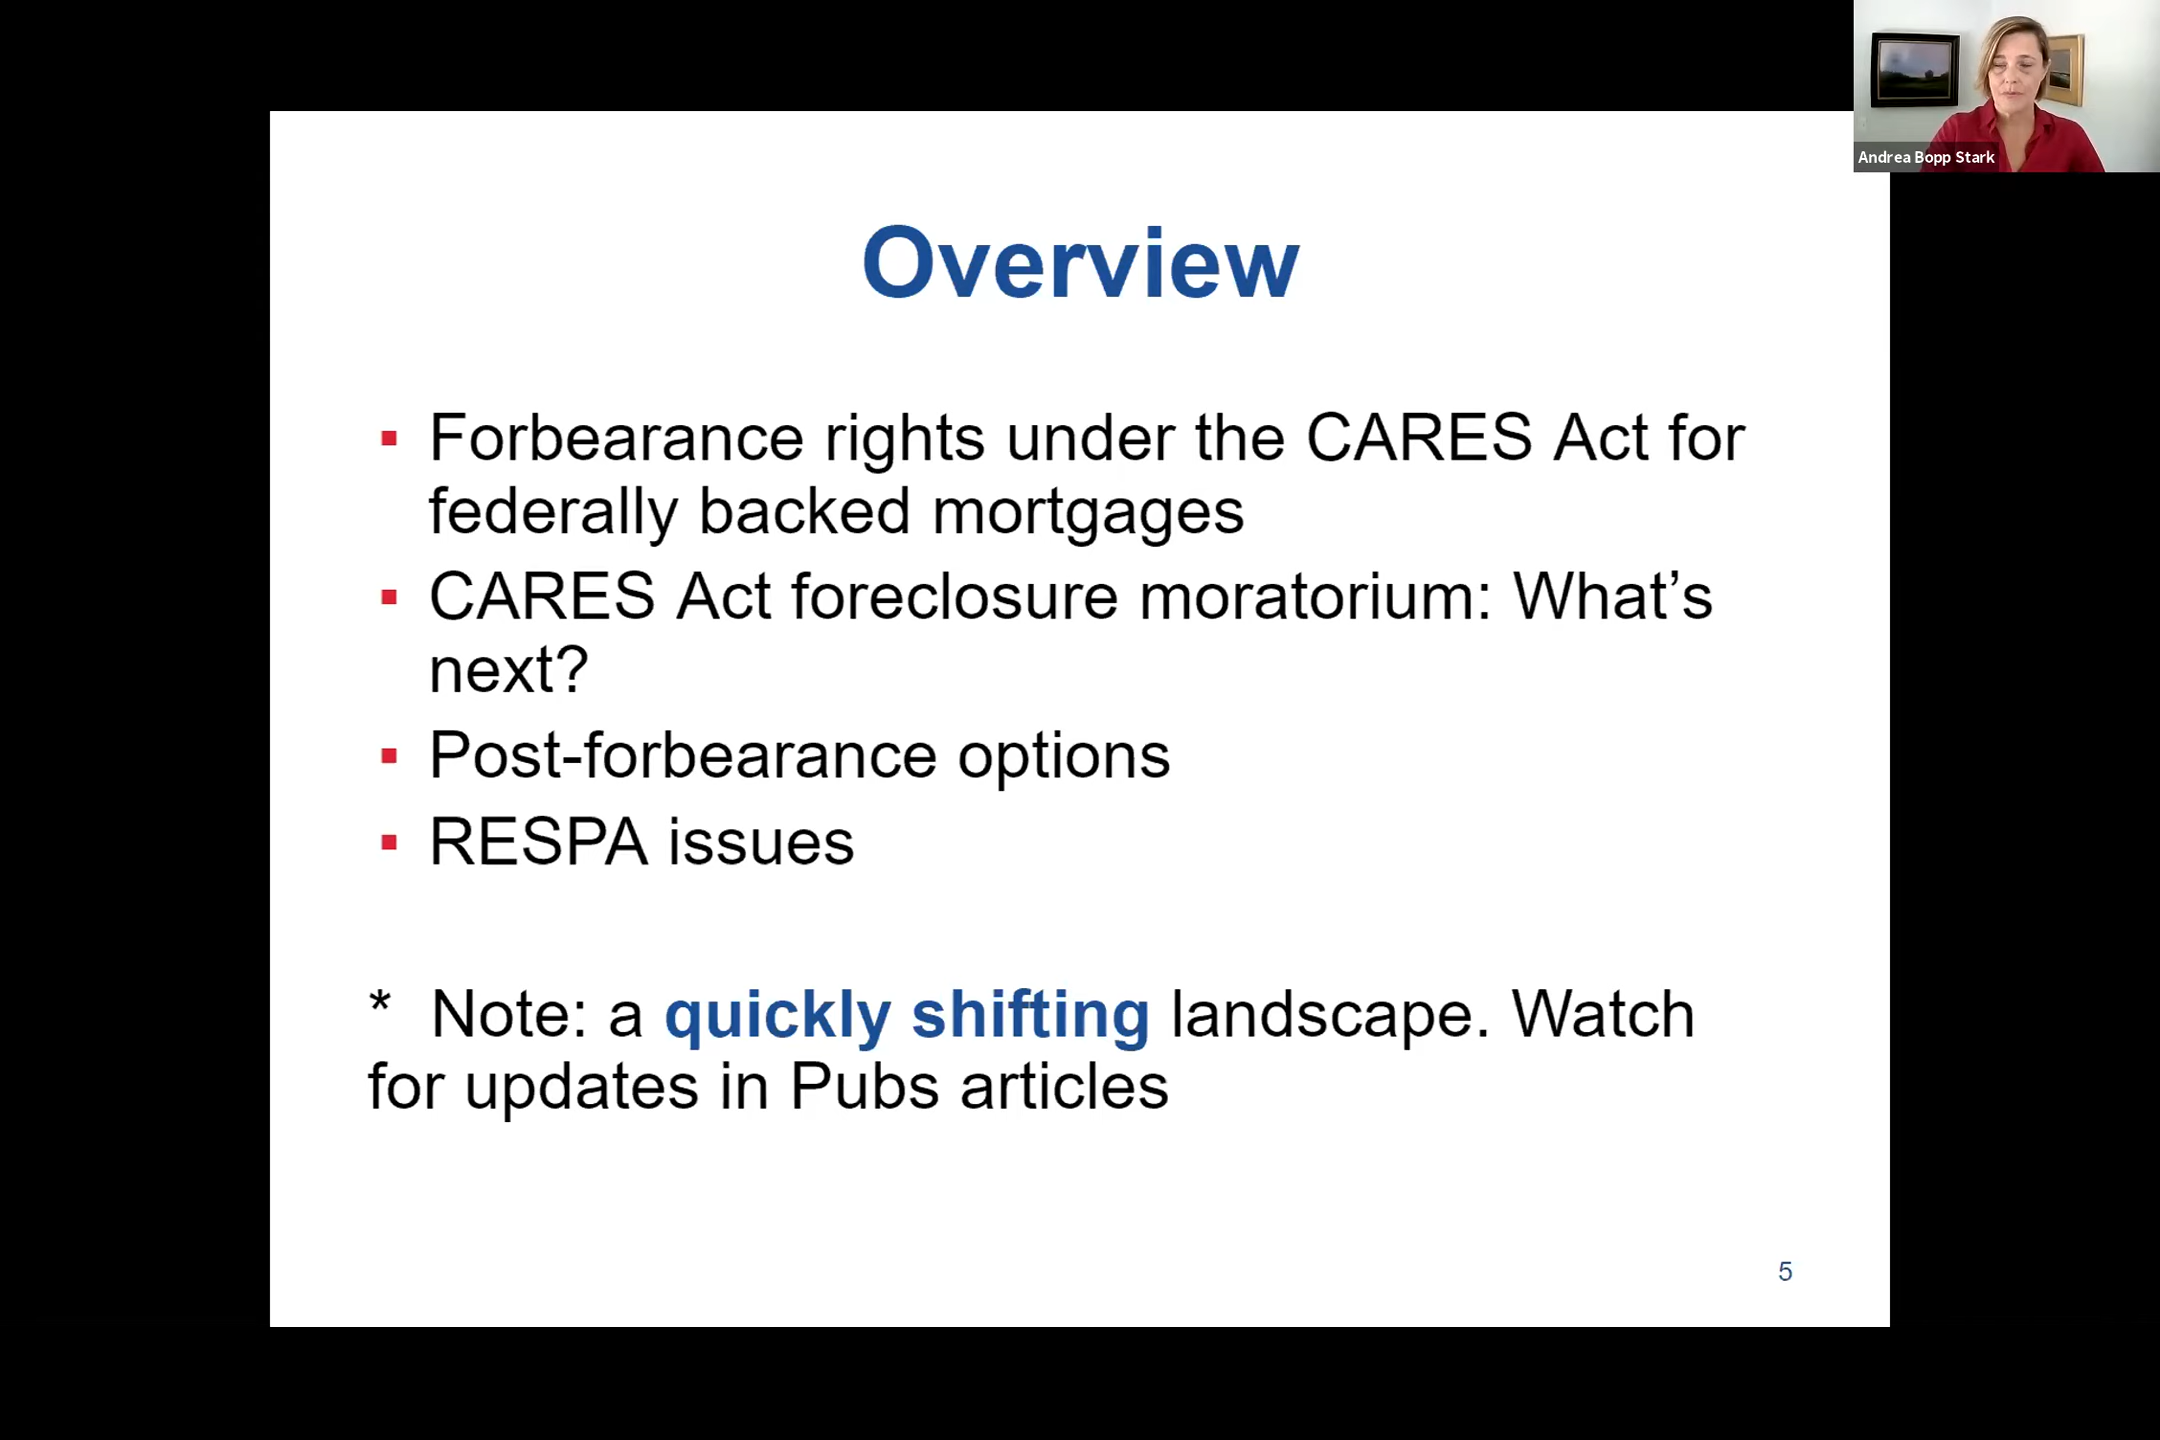 Andrea Bopp Stark
Overview
▪ Forbearance rights under the CARES Act for
federally backed mortgages
▪ CARES Act foreclosure moratorium: What’s
next?
▪ Post-forbearance options
▪ RESPA issues
* Note: a quickly shifting landscape. Watch
for updates in Pubs articles
5